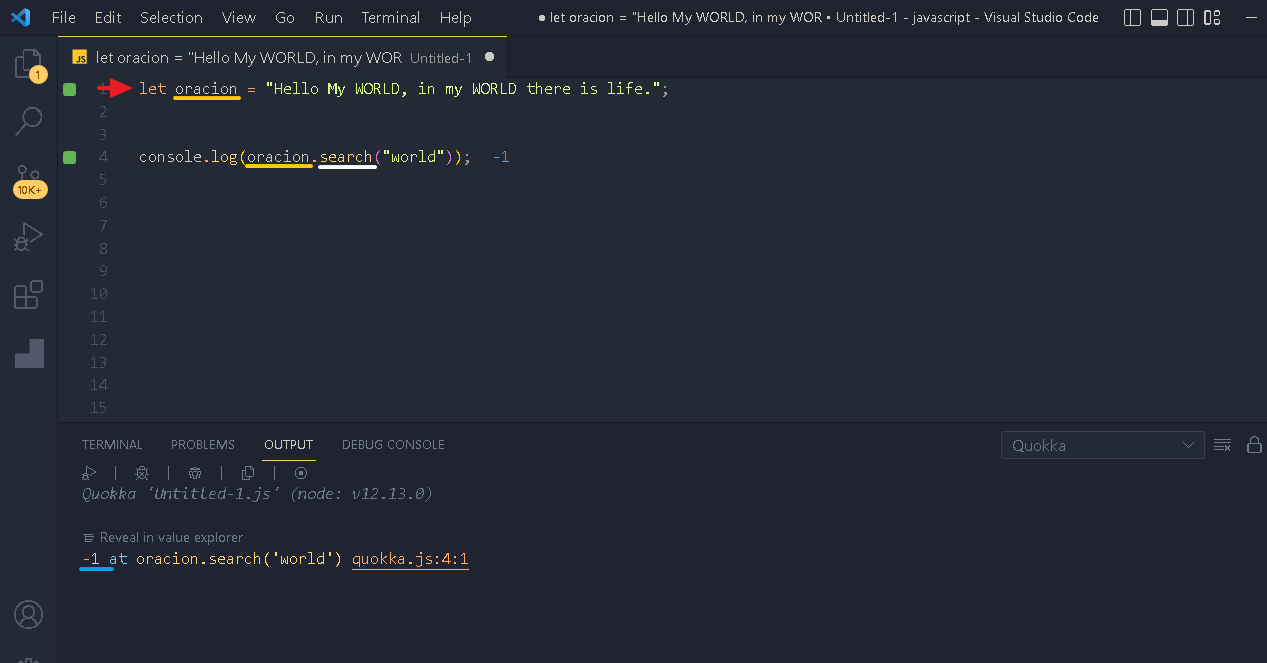 File Edit Selection View Go Run Terminal Help ● let oracion = "Hello My WORLD, in my WOR • Untitled-1 - javascript - Visual Studio Code
JS let oracion = "Hello My WORLD, in my WOR Untitled-1 ●
1
1 let oracion = "Hello My WORLD, in my WORLD there is life.";
2
3
4 console.log(oracion.search("world")); -1
5
10K+
6
7
8
9
10
11
12
13
14
15
TERMINAL PROBLEMS OUTPUT DEBUG CONSOLE Quokka
Quokka 'Untitled-1.js' (node: v12.13.0)
Reveal in value explorer
-1 at oracion.search('world') quokka.js:4:1